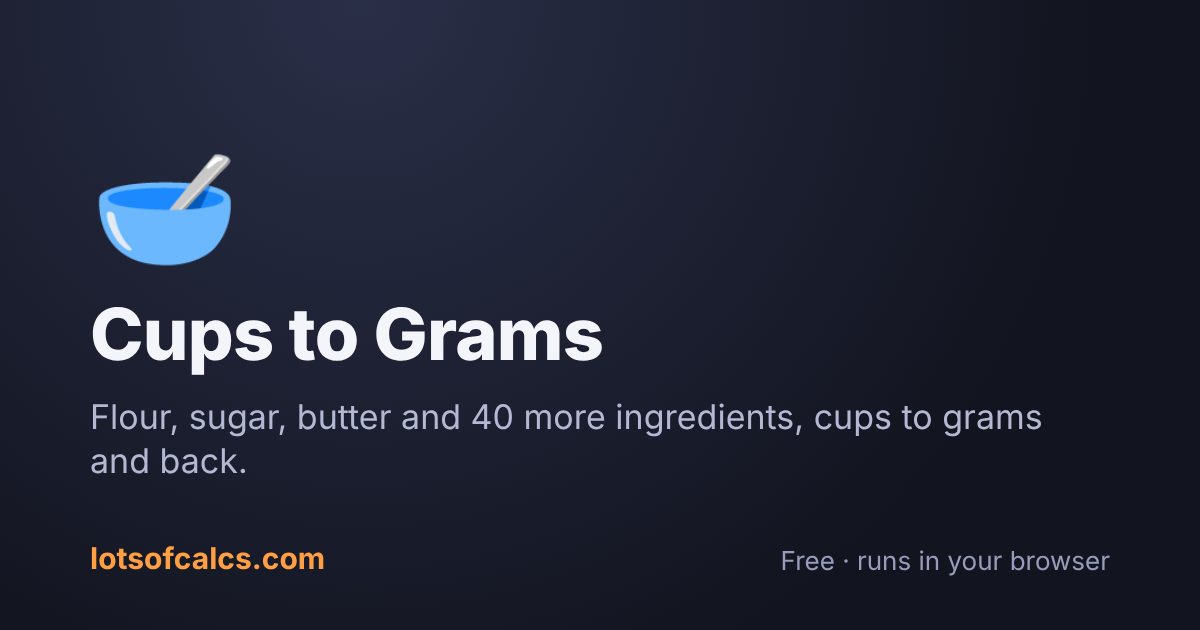 Cups to Grams
Flour, sugar, butter and 40 more ingredients, cups to grams
and back.
lotsofcalcs.com
Free · runs in your browser